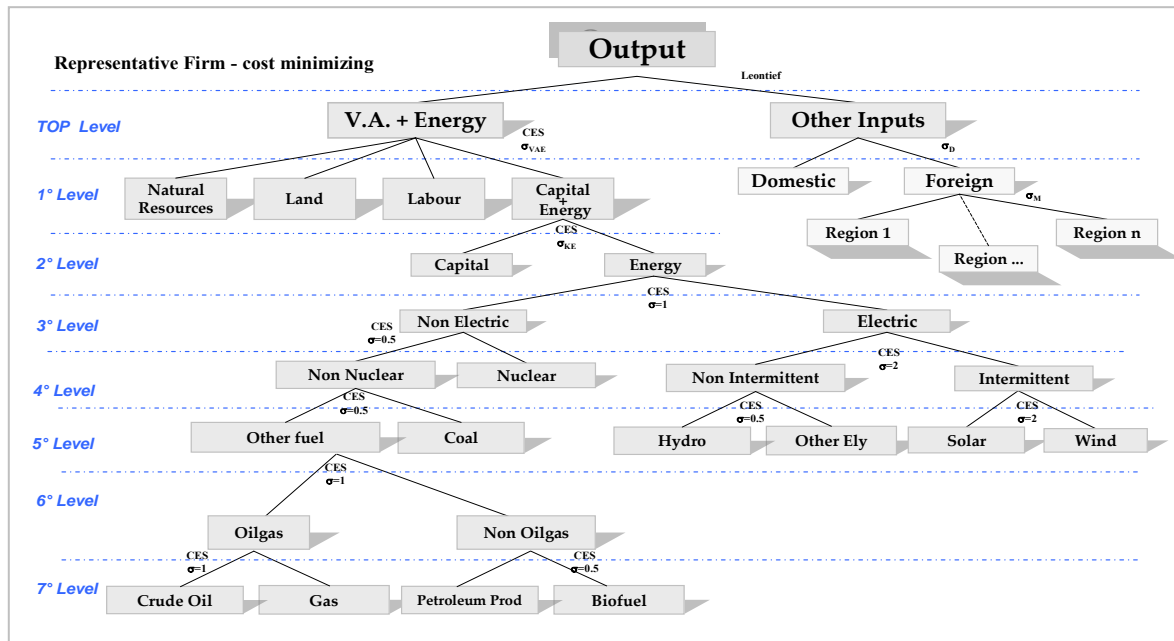 Output
Representative Firm - cost minimizing
Leontief
TOP Level
V.A. + Energy
CES
σVAE
Other Inputs
σD
1° Level
Natural
Resources
Land
Labour
Capital
+
Energy
Domestic
Foreign
σM
CES
σKE
Region 1
Region ...
Region n
2° Level
Capital
Energy
CES
σ=1
3° Level
CES
σ=0.5
Non Electric
Electric
CES
σ=2
4° Level
Non Nuclear
Nuclear
Non Intermittent
Intermittent
CES
σ=0.5
CES
σ=0.5
CES
σ=2
5° Level
Other fuel
Coal
Hydro
Other Ely
Solar
Wind
CES
σ=1
6° Level
Oilgas
Non Oilgas
CES
σ=1
CES
σ=0.5
7° Level
Crude Oil
Gas
Petroleum Prod
Biofuel